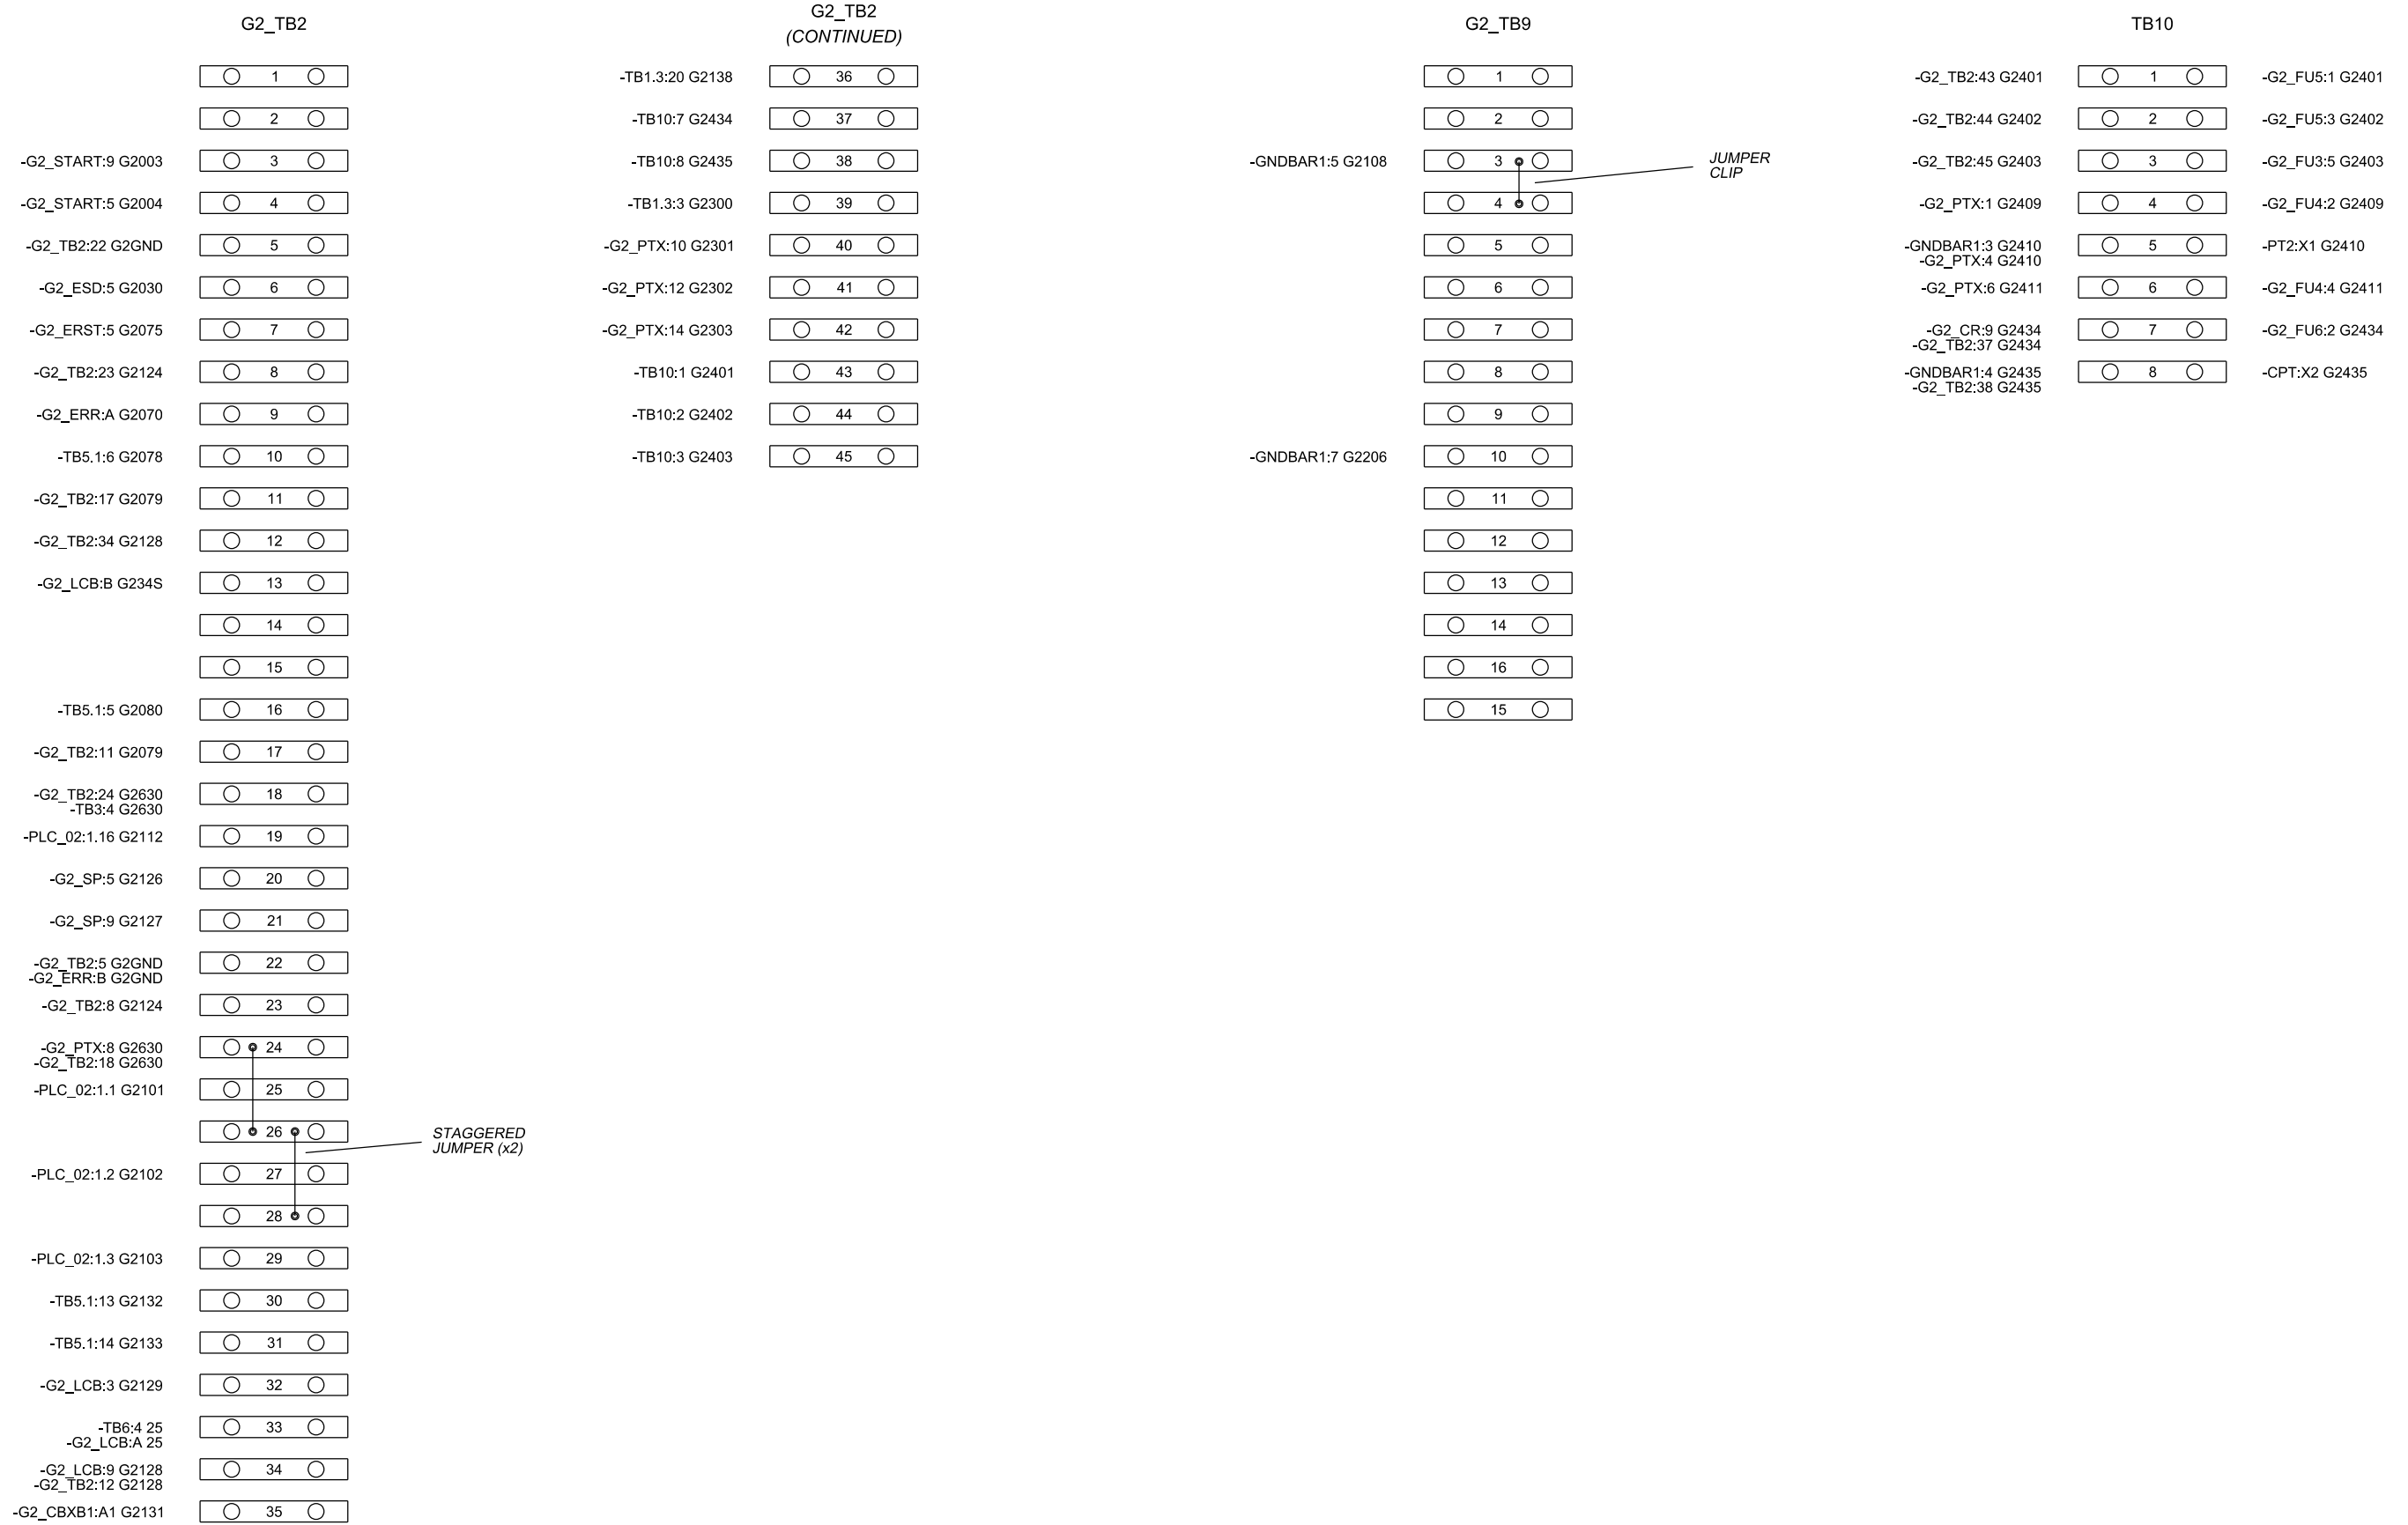 G2_TB2
1
2
-G2_START:9 G2003 3
-G2_START:5 G2004 4
-G2_TB2:22 G2GND 5
-G2_ESD:5 G2030 6
-G2_ERST:5 G2075 7
-G2_TB2:23 G2124 8
-G2_ERR:A G2070 9
-TB5.1:6 G2078 10
-G2_TB2:17 G2079 11
-G2_TB2:34 G2128 12
-G2_LCB:B G234S 13
14
15
-TB5.1:5 G2080 16
-G2_TB2:11 G2079 17
-G2_TB2:24 G2630 18
-TB3:4 G2630
-PLC_02:1.16 G2112 19
-G2_SP:5 G2126 20
-G2_SP:9 G2127 21
-G2_TB2:5 G2GND 22
-G2_ERR:B G2GND
-G2_TB2:8 G2124 23
-G2_PTX:8 G2630 24
-G2_TB2:18 G2630
-PLC_02:1.1 G2101 25
26
STAGGERED
JUMPER (x2)
-PLC_02:1.2 G2102 27
28
-PLC_02:1.3 G2103 29
-TB5.1:13 G2132 30
-TB5.1:14 G2133 31
-G2_LCB:3 G2129 32
-TB6:4 25 33
-G2_LCB:A 25
-G2_LCB:9 G2128 34
-G2_TB2:12 G2128
-G2_CBXB1:A1 G2131 35
G2_TB2
(CONTINUED)
-TB1.3:20 G2138 36
-TB10:7 G2434 37
-TB10:8 G2435 38
-TB1.3:3 G2300 39
-G2_PTX:10 G2301 40
-G2_PTX:12 G2302 41
-G2_PTX:14 G2303 42
-TB10:1 G2401 43
-TB10:2 G2402 44
-TB10:3 G2403 45
G2_TB9
1
2
-GNDBAR1:5 G2108 3
JUMPER
CLIP
4
5
6
7
8
9
-GNDBAR1:7 G2206 10
11
12
13
14
16
15
TB10
-G2_TB2:43 G2401 1 -G2_FU5:1 G2401
-G2_TB2:44 G2402 2 -G2_FU5:3 G2402
-G2_TB2:45 G2403 3 -G2_FU3:5 G2403
-G2_PTX:1 G2409 4 -G2_FU4:2 G2409
-GNDBAR1:3 G2410 5 -PT2:X1 G2410
-G2_PTX:4 G2410
-G2_PTX:6 G2411 6 -G2_FU4:4 G2411
-G2_CR:9 G2434 7 -G2_FU6:2 G2434
-G2_TB2:37 G2434
-GNDBAR1:4 G2435 8 -CPT:X2 G2435
-G2_TB2:38 G2435